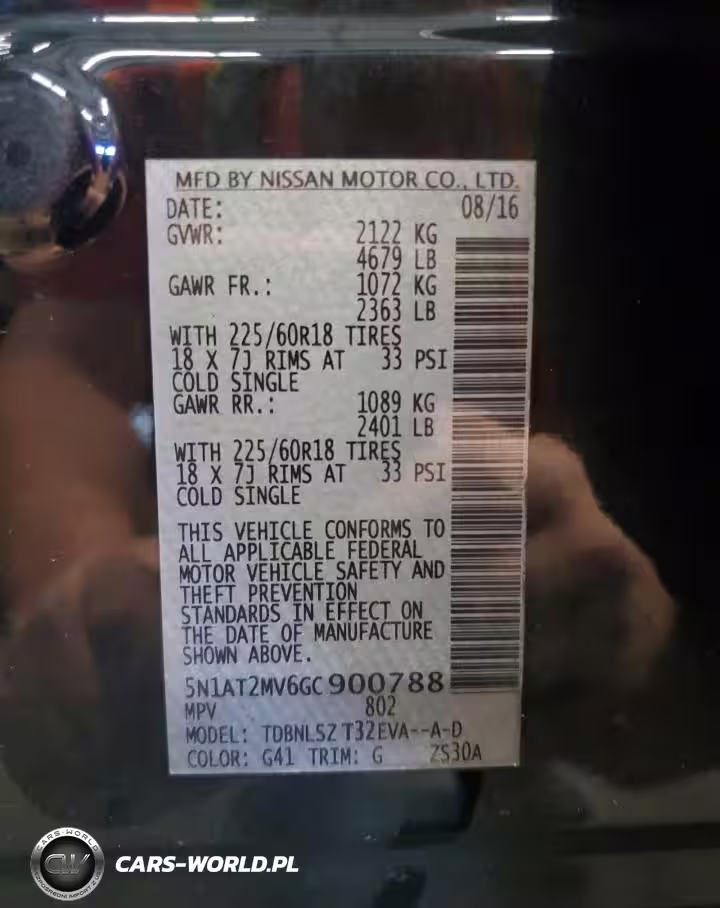 MFD BY NISSAN MOTOR CO., LTD.
DATE: 08/16
GVWR: 2122 KG
4679 LB
GAWR FR.: 1072 KG
2363 LB
WITH 225/60R18 TIRES
18 X 7J RIMS AT 33 PSI
COLD SINGLE
GAWR RR.: 1089 KG
2401 LB
WITH 225/60R18 TIRES
18 X 7J RIMS AT 33 PSI
COLD SINGLE
THIS VEHICLE CONFORMS TO
ALL APPLICABLE FEDERAL
MOTOR VEHICLE SAFETY AND
THEFT PREVENTION
STANDARDS IN EFFECT ON
THE DATE OF MANUFACTURE
SHOWN ABOVE.
5N1AT2MV6GC900788
MPV 802
MODEL: TDBNLSZ T32EVA--A-D
COLOR: G41 TRIM: G ZS30A
CARS-WORLD
CW
CARS-WORLD.PL